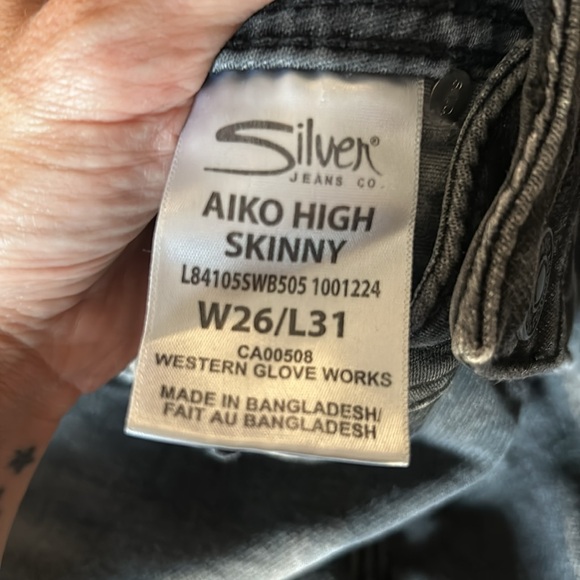 Silver®
JEANS CO.
AIKO HIGH
SKINNY
L84105SWB505 1001224
W26/L31
CA00508
WESTERN GLOVE WORKS
MADE IN BANGLADESH/
FAIT AU BANGLADESH